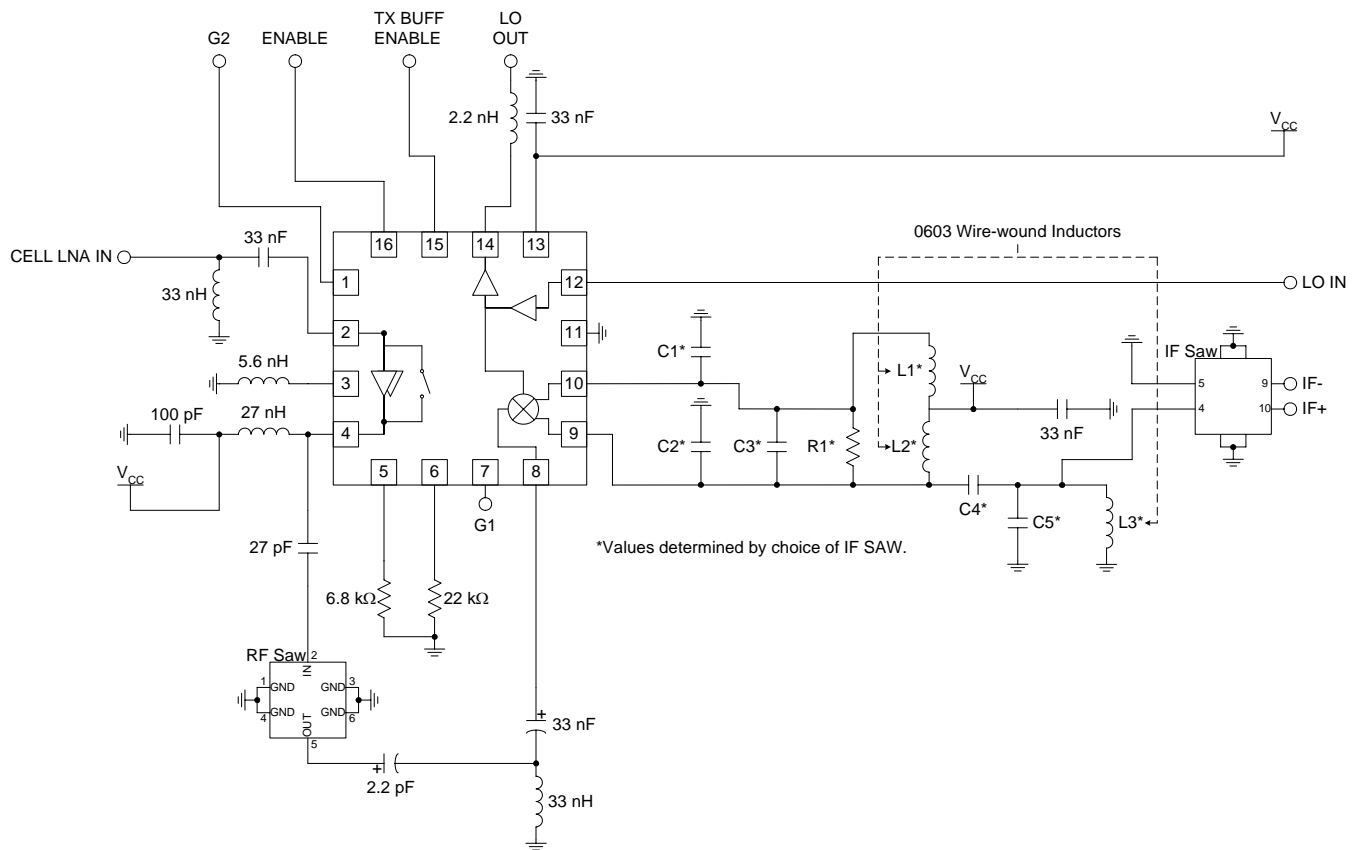 G2
ENABLE
TX BUFF
ENABLE
LO
OUT
2.2 nH
33 nF
V_CC
CELL LNA IN
33 nF
33 nH
16
15
14
13
1
2
3
4
5
6
7
8
12
11
10
9
0603 Wire-wound Inductors
LO IN
5.6 nH
100 pF
27 nH
V_CC
C1*
C2*
C3*
R1*
L1*
L2*
V_CC
33 nF
IF Saw
5
4
9
10
IF-
IF+
C4*
C5*
L3*
G1
*Values determined by choice of IF SAW.
27 pF
6.8 kΩ
22 kΩ
RF Saw
2
IN
1
GND
GND
3
4
GND
GND
6
OUT
5
33 nF
2.2 pF
33 nH